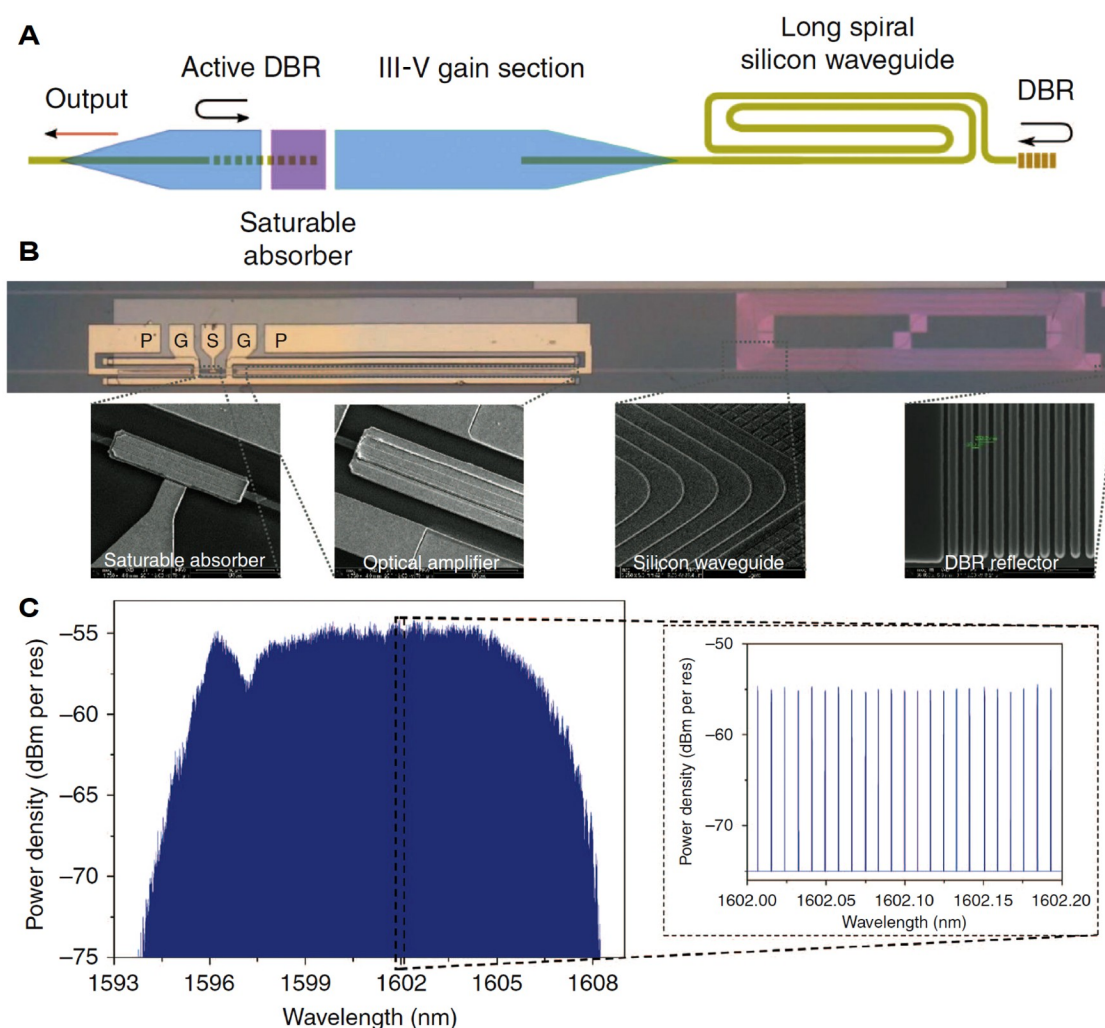 A
Output
Active DBR
III-V gain section
Long spiral
silicon waveguide
DBR
Saturable
absorber
B
P G S G P
Saturable absorber
Optical amplifier
Silicon waveguide
DBR reflector
C
Power density (dBm per res)
−55
−60
−65
−70
−75
1593 1596 1599 1602 1605 1608
Wavelength (nm)
Power density (dBm per res)
−50
−60
−70
1602.00 1602.05 1602.10 1602.15 1602.20
Wavelength (nm)